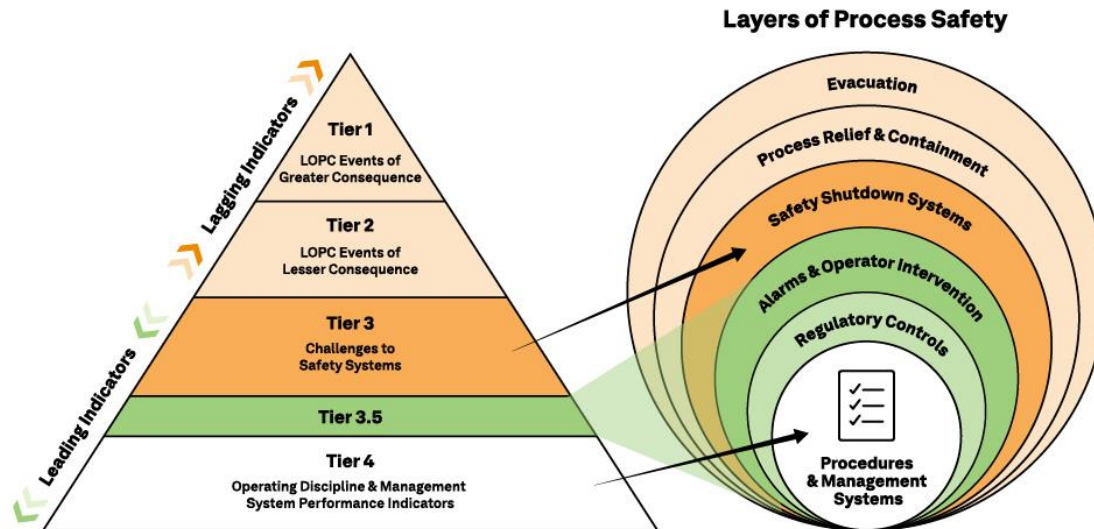 Layers of Process Safety
Lagging Indicators
Leading Indicators
Tier 1
LOPC Events of
Greater Consequence
Tier 2
LOPC Events of
Lesser Consequence
Tier 3
Challenges to
Safety Systems
Tier 3.5
Tier 4
Operating Discipline & Management
System Performance Indicators
Evacuation
Process Relief & Containment
Safety Shutdown Systems
Alarms & Operator Intervention
Regulatory Controls
Procedures
& Management
Systems